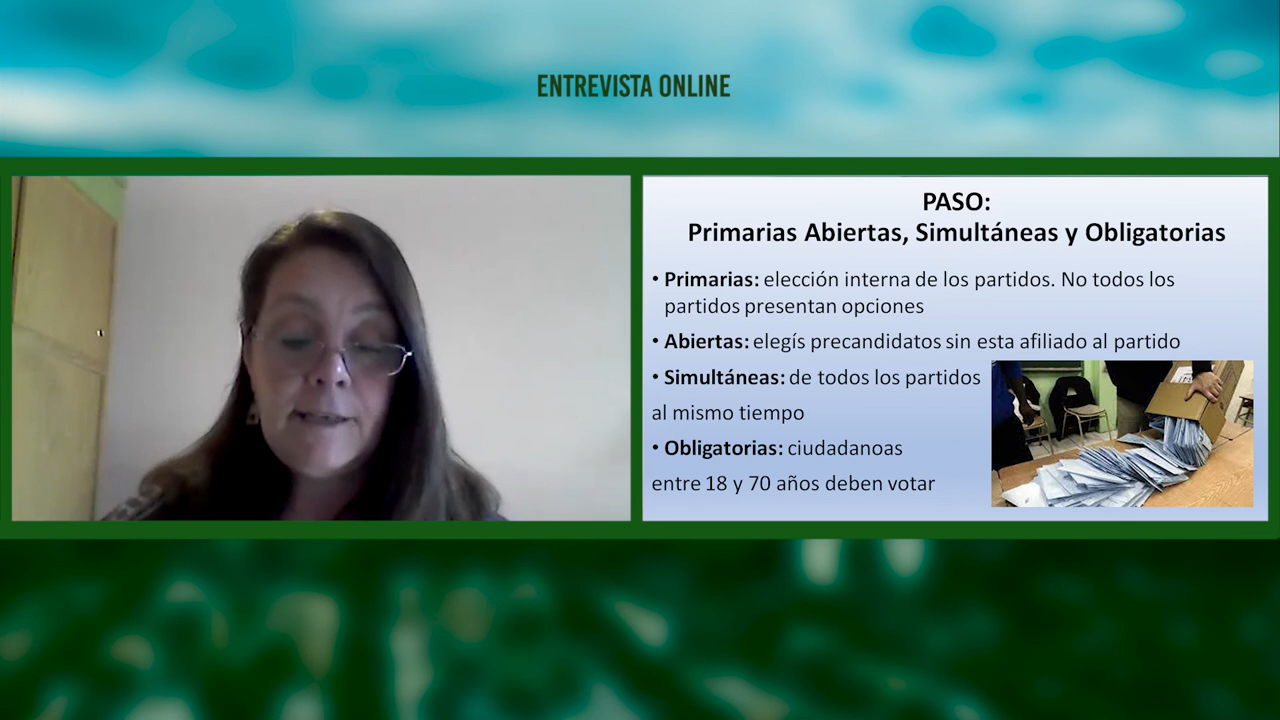 ENTREVISTA ONLINE
PASO:
Primarias Abiertas, Simultáneas y Obligatorias
• Primarias: elección interna de los partidos. No todos los
partidos presentan opciones
• Abiertas: elegís precandidatos sin esta afiliado al partido
• Simultáneas: de todos los partidos
al mismo tiempo
• Obligatorias: ciudadanoas
entre 18 y 70 años deben votar